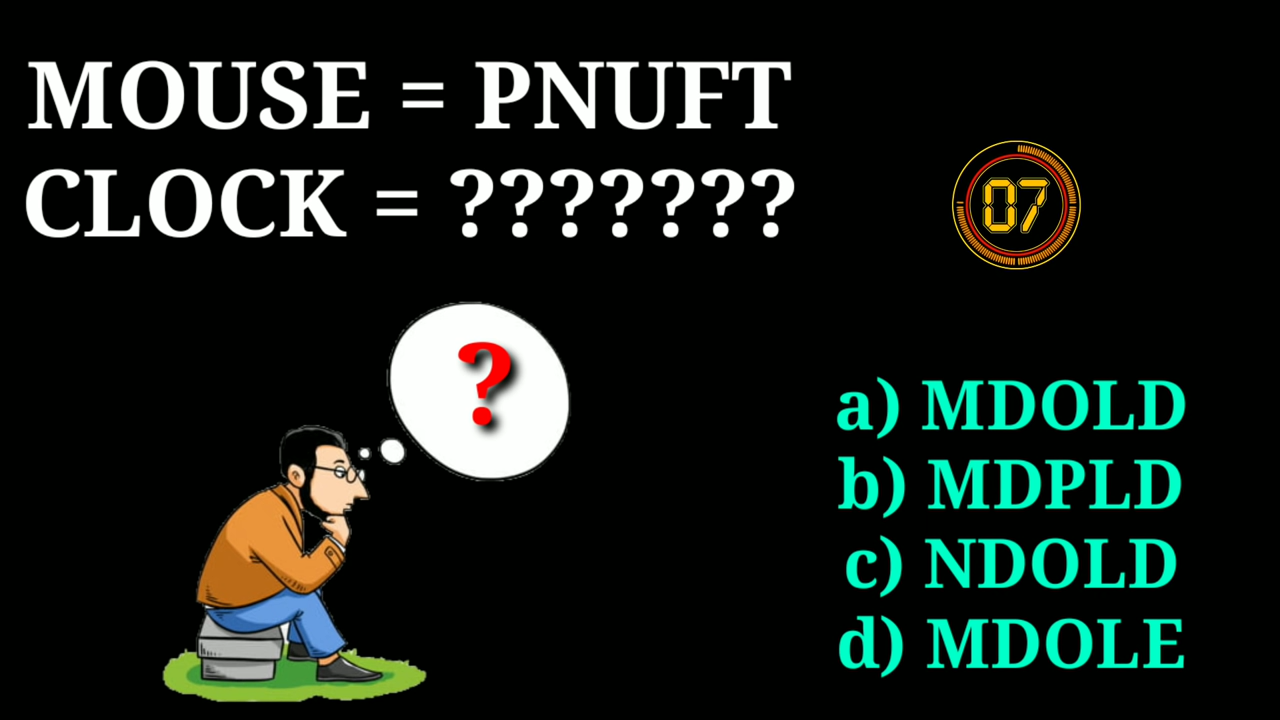 MOUSE = PNUFT
CLOCK = ???????
07
?
a) MDOLD
b) MDPLD
c) NDOLD
d) MDOLE